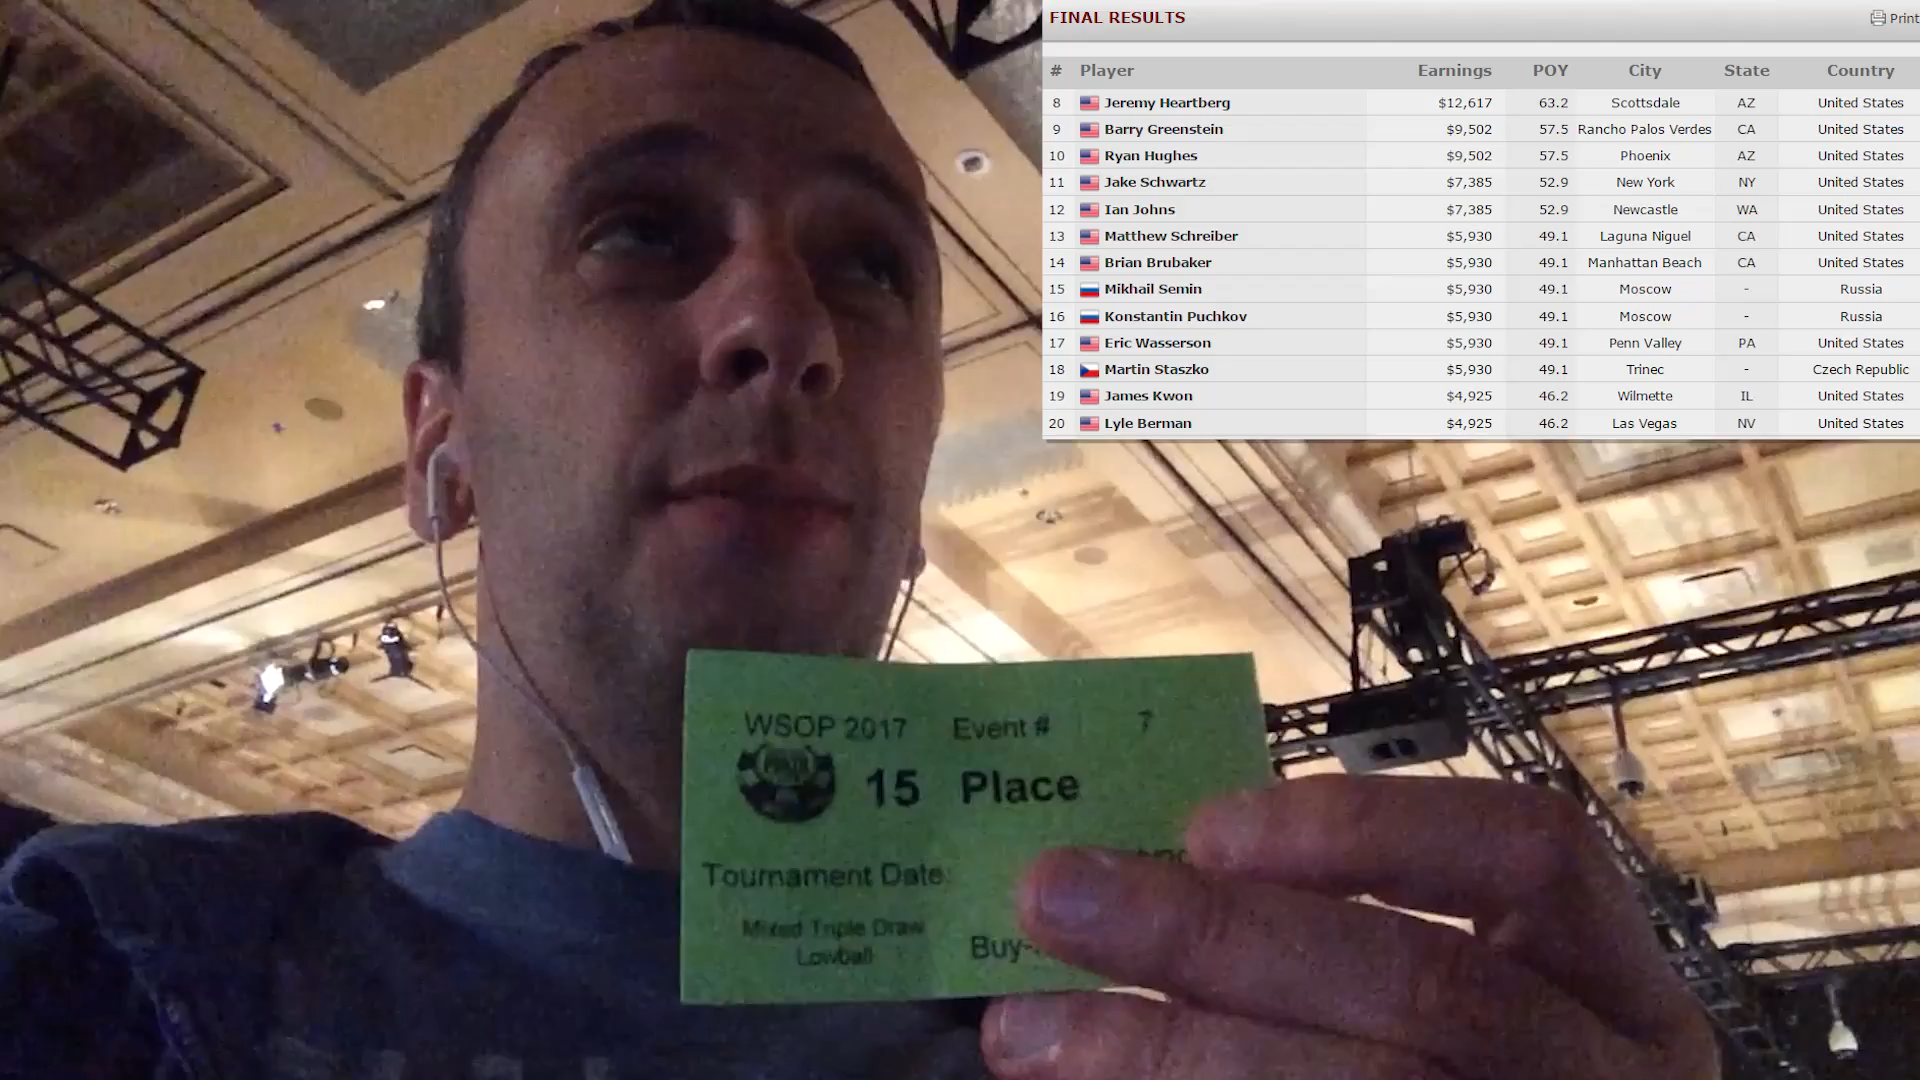 FINAL RESULTS
Print
# Player Earnings POY City State Country
8 Jeremy Heartberg $12,617 63.2 Scottsdale AZ United States
9 Barry Greenstein $9,502 57.5 Rancho Palos Verdes CA United States
10 Ryan Hughes $9,502 57.5 Phoenix AZ United States
11 Jake Schwartz $7,385 52.9 New York NY United States
12 Ian Johns $7,385 52.9 Newcastle WA United States
13 Matthew Schreiber $5,930 49.1 Laguna Niguel CA United States
14 Brian Brubaker $5,930 49.1 Manhattan Beach CA United States
15 Mikhail Semin $5,930 49.1 Moscow - Russia
16 Konstantin Puchkov $5,930 49.1 Moscow - Russia
17 Eric Wasserson $5,930 49.1 Penn Valley PA United States
18 Martin Staszko $5,930 49.1 Trinec - Czech Republic
19 James Kwon $4,925 46.2 Wilmette IL United States
20 Lyle Berman $4,925 46.2 Las Vegas NV United States
WSOP 2017 Event # 7
15 Place
Tournament Date:
Mixed Triple Draw
Lowball
Buy-